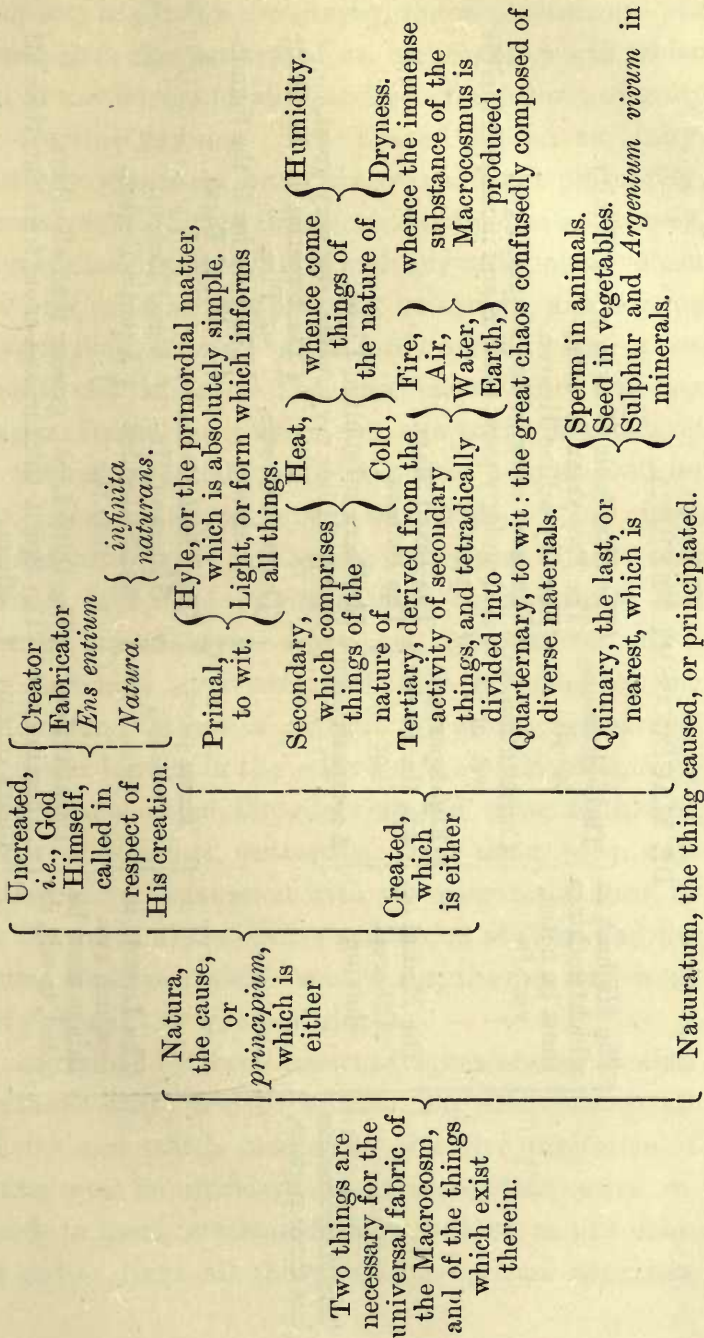 Two things are
necessary for the
universal fabric of
the Macrocosm,
and of the things
which exist
therein.
Natura,
the cause,
or
principium,
which is
either
Uncreated,
i.e., God
Himself,
called in
respect of
His creation.
Creator
Fabricator
Ens entium
Natura.
infinita
naturans.
Created,
which
is either
Primal,
to wit.
Hyle, or the primordial matter,
which is absolutely simple.
Light, or form which informs
all things.
Secondary,
which comprises
things of the
nature of
Heat,
Cold,
whence come
things of
the nature of
Humidity.
Dryness.
Tertiary, derived from the
activity of secondary
things, and tetradically
divided into
Fire,
Air,
Water,
Earth,
whence the immense
substance of the
Macrocosmus is
produced.
Quarternary, to wit : the great chaos confusedly composed of
diverse materials.
Quinary, the last, or
nearest, which is
Sperm in animals.
Seed in vegetables.
Sulphur and Argentum vivum in
minerals.
Naturatum, the thing caused, or principiated.